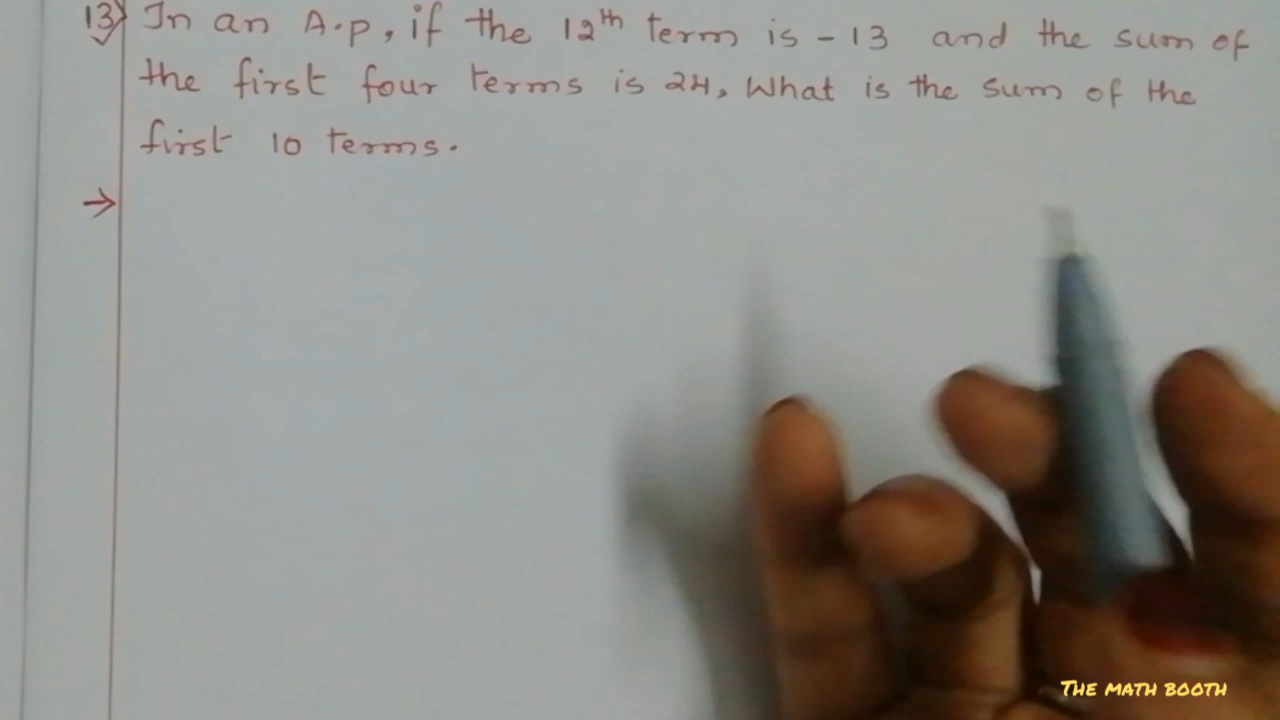 13) In an A.p, if the 12th term is -13 and the sum of
the first four terms is 24, What is the sum of the
first 10 terms.
→
THE MATH BOOTH